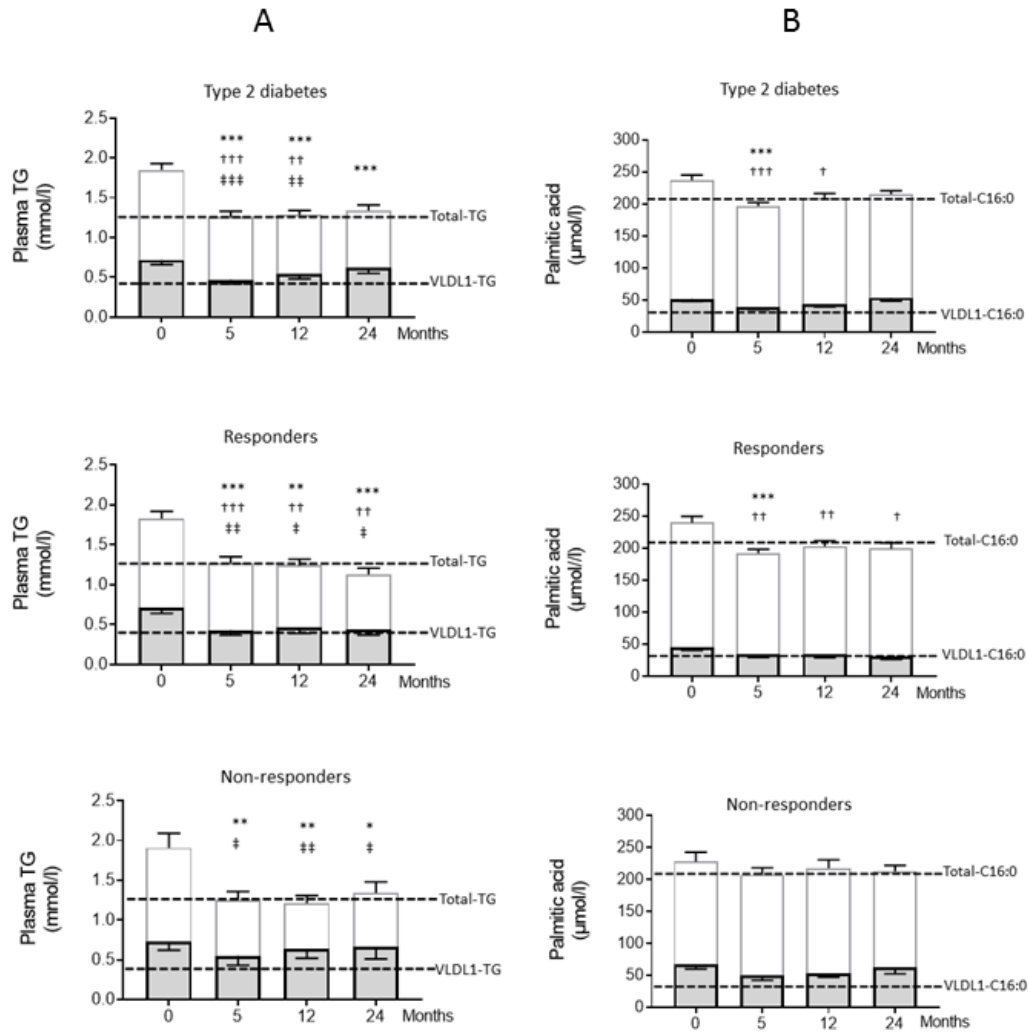 A
Type 2 diabetes
Plasma TG
(mmol/l)
2.5
2.0
1.5
1.0
0.5
0.0
*** *** ***
††† ††
‡‡‡ ‡‡
Total-TG
VLDL1-TG
0 5 12 24 Months
Responders
Plasma TG
(mmol/l)
2.5
2.0
1.5
1.0
0.5
0.0
*** ** ***
††† †† ††
‡‡ ‡ ‡
Total-TG
VLDL1-TG
0 5 12 24 Months
Non-responders
Plasma TG
(mmol/l)
2.5
2.0
1.5
1.0
0.5
0.0
** ** *
‡ ‡‡ ‡
Total-TG
VLDL1-TG
0 5 12 24 Months
B
Type 2 diabetes
Palmitic acid
(µmol/l)
300
250
200
150
100
50
0
***
††† †
Total-C16:0
VLDL1-C16:0
0 5 12 24 Months
Responders
Palmitic acid
(µmol//l)
300
250
200
150
100
50
0
***
†† †† †
Total-C16:0
VLDL1-C16:0
0 5 12 24 Months
Non-responders
Palmitic acid
(µmol/l)
300
250
200
150
100
50
0
Total-C16:0
VLDL1-C16:0
0 5 12 24 Months